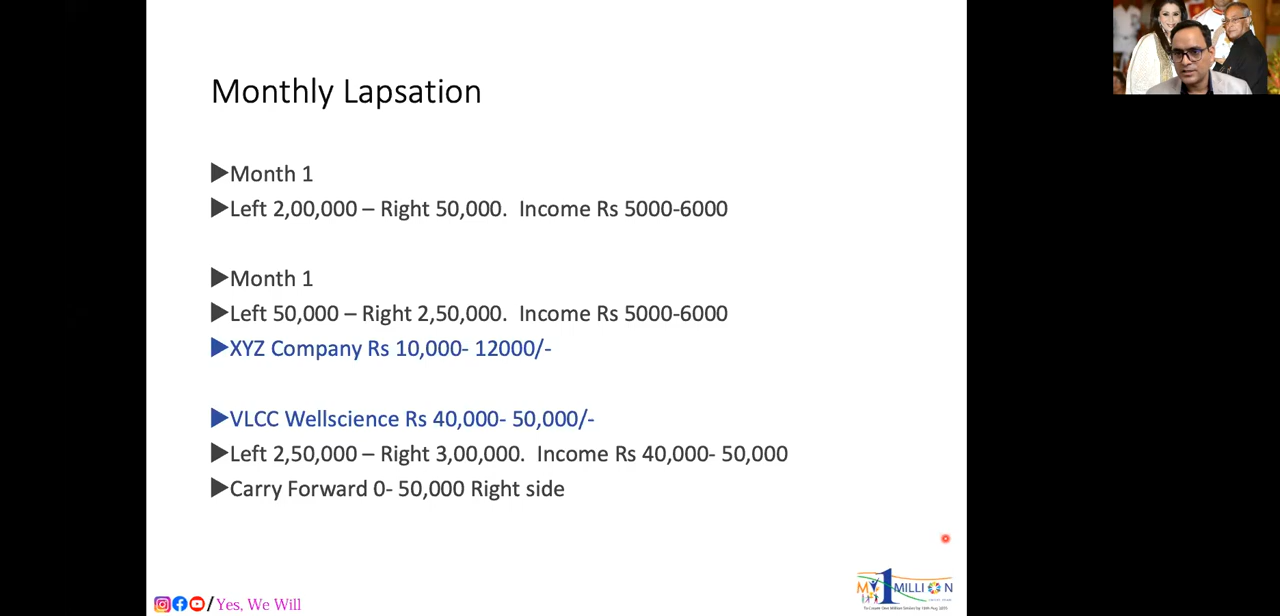 Monthly Lapsation
▶Month 1
▶Left 2,00,000 – Right 50,000. Income Rs 5000-6000
▶Month 1
▶Left 50,000 – Right 2,50,000. Income Rs 5000-6000
▶XYZ Company Rs 10,000- 12000/-
▶VLCC Wellscience Rs 40,000- 50,000/-
▶Left 2,50,000 – Right 3,00,000. Income Rs 40,000- 50,000
▶Carry Forward 0- 50,000 Right side
/ Yes, We Will
MY 1 MILLION